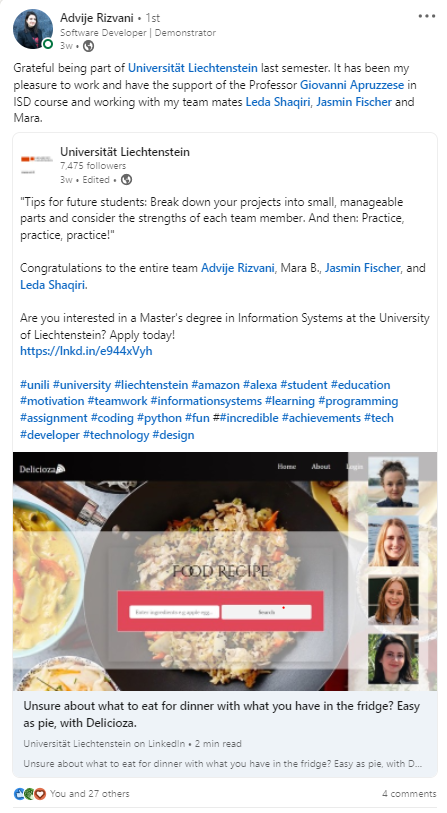 Advije Rizvani • 1st
Software Developer | Demonstrator
3w •
Grateful being part of Universität Liechtenstein last semester. It has been my
pleasure to work and have the support of the Professor Giovanni Apruzzese in
ISD course and working with my team mates Leda Shaqiri, Jasmin Fischer and
Mara.
Universität Liechtenstein
7,475 followers
3w • Edited •
"Tips for future students: Break down your projects into small, manageable
parts and consider the strengths of each team member. And then: Practice,
practice, practice!"
Congratulations to the entire team Advije Rizvani, Mara B., Jasmin Fischer, and
Leda Shaqiri.
Are you interested in a Master's degree in Information Systems at the University
of Liechtenstein? Apply today!
https://lnkd.in/e944xVyh
#unili #university #liechtenstein #amazon #alexa #student #education
#motivation #teamwork #informationsystems #learning #programming
#assignment #coding #python #fun ##incredible #achievements #tech
#developer #technology #design
Delicioza
Home About Login
FOOD RECIPE
Enter ingredients e.g apple egg... Search
Unsure about what to eat for dinner with what you have in the fridge? Easy
as pie, with Delicioza.
Universität Liechtenstein on LinkedIn • 2 min read
Unsure about what to eat for dinner with what you have in the fridge? Easy as pie, with D...
You and 27 others 4 comments